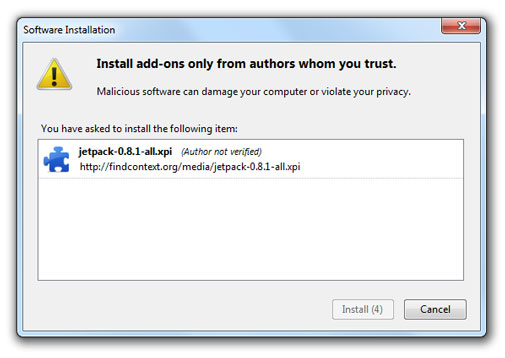 Software Installation
Install add-ons only from authors whom you trust.
Malicious software can damage your computer or violate your privacy.
You have asked to install the following item:
jetpack-0.8.1-all.xpi (Author not verified)
http://findcontext.org/media/jetpack-0.8.1-all.xpi
Install (4) Cancel